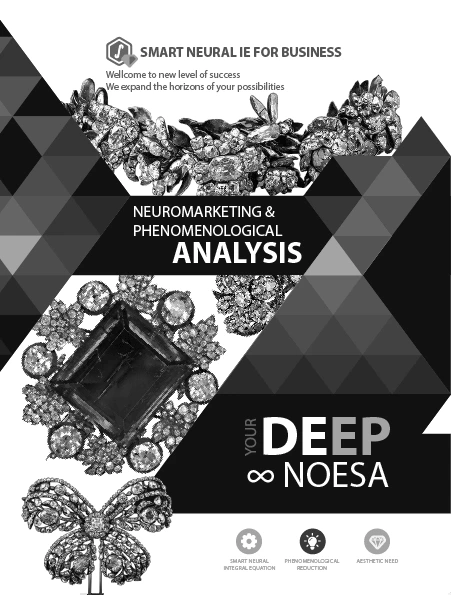 SMART NEURAL IE FOR BUSINESS
Wellcome to new level of success
We expand the horizons of your possibilities
NEUROMARKETING &
PHENOMENOLOGICAL
ANALYSIS
YOUR
DEEP
∞ NOESA
SMART NEURAL
INTEGRAL EQUATION
PHENOMENOLOGICAL
REDUCTION
AESTHETIC NEED